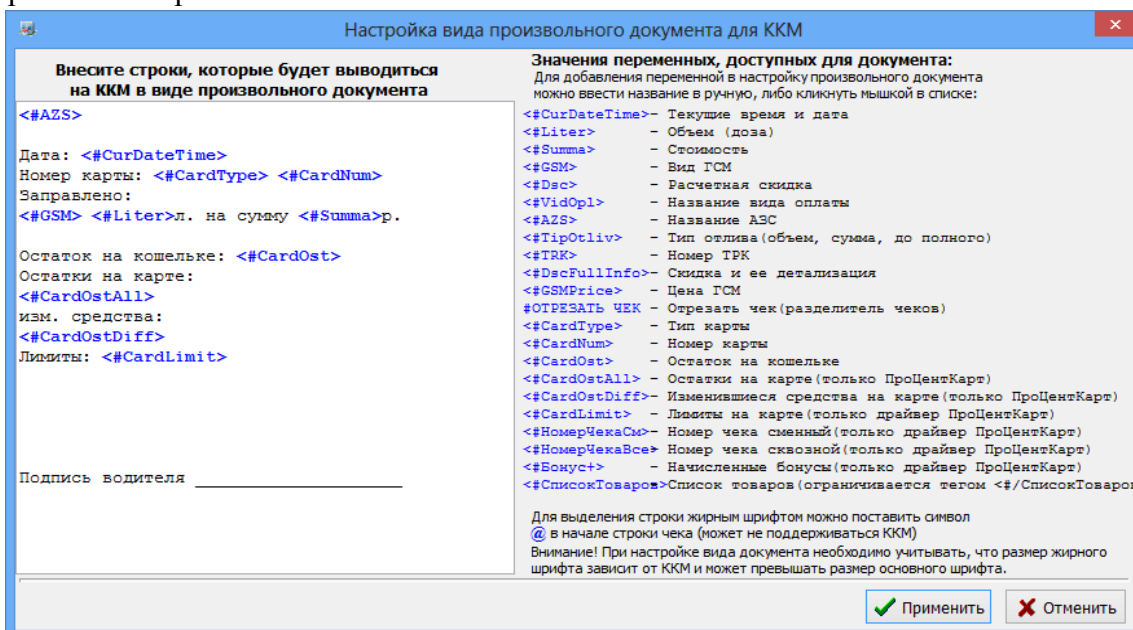 Настройка вида произвольного документа для ККМ
Внесите строки, которые будет выводиться
на ККМ в виде произвольного документа
<#AZS>
Дата: <#CurDateTime>
Номер карты: <#CardType> <#CardNum>
Заправлено:
<#GSM> <#Liter>л. на сумму <#Summa>р.
Остаток на кошельке: <#CardOst>
Остатки на карте:
<#CardOstAll>
изм. средства:
<#CardOstDiff>
Лимиты: <#CardLimit>
Подпись водителя ____________________
Значения переменных, доступных для документа:
Для добавления переменной в настройку произвольного документа
можно ввести название в ручную, либо кликнуть мышкой в списке:
<#CurDateTime>- Текущие время и дата
<#Liter> - Объем (доза)
<#Summa> - Стоимость
<#GSM> - Вид ГСМ
<#Dsc> - Расчетная скидка
<#VidOpl> - Название вида оплаты
<#AZS> - Название АЗС
<#TipOtliv> - Тип отлива(объем, сумма, до полного)
<#TRK> - Номер ТРК
<#DscFullInfo>- Скидка и ее детализация
<#GSMPrice> - Цена ГСМ
#ОТРЕЗАТЬ ЧЕК - Отрезать чек(разделитель чеков)
<#CardType> - Тип карты
<#CardNum> - Номер карты
<#CardOst> - Остаток на кошельке
<#CardOstAll> - Остатки на карте(только ПроЦентКарт)
<#CardOstDiff>- Изменившиеся средства на карте(только ПроЦентКарт)
<#CardLimit> - Лимиты на карте(только драйвер ПроЦентКарт)
<#НомерЧекаСм>- Номер чека сменный(только драйвер ПроЦентКарт)
<#НомерЧекаВсе>- Номер чека сквозной(только драйвер ПроЦентКарт)
<#Бонус+> - Начисленные бонусы(только драйвер ПроЦентКарт)
<#СписокТоваров>Список товаров(ограничивается тегом <#/СписокТоваро
Для выделения строки жирным шрифтом можно поставить символ
@ в начале строки чека (может не поддерживаться ККМ)
Внимание! При настройке вида документа необходимо учитывать, что размер жирного
шрифта зависит от ККМ и может превышать размер основного шрифта.
Применить
Отменить